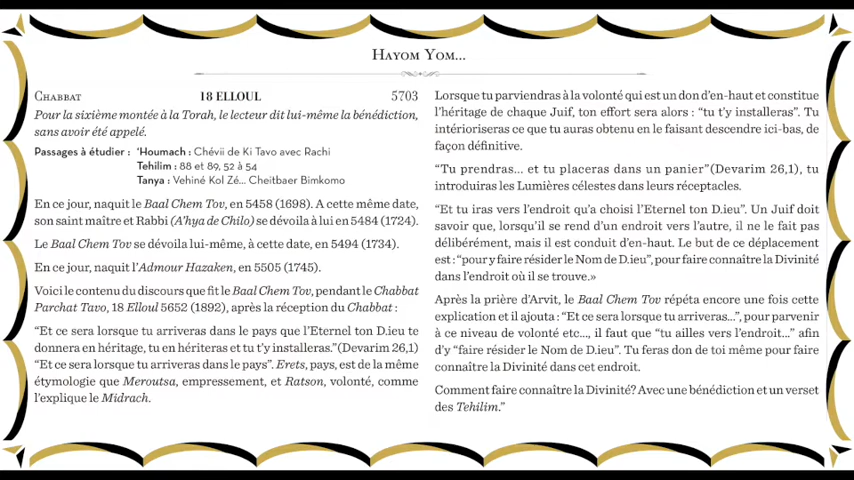 Hayom Yom...
Chabbat 18 ELLOUL 5703
Pour la sixième montée à la Torah, le lecteur dit lui-même la bénédiction,
sans avoir été appelé.
Passages à étudier : 'Houmach : Chévii de Ki Tavo avec Rachi
Tehilim : 88 et 89, 52 à 54
Tanya : Vehiné Kol Zé... Cheitbaer Bimkomo
En ce jour, naquit le Baal Chem Tov, en 5458 (1698). A cette même date,
son saint maître et Rabbi (A'hya de Chilo) se dévoila à lui en 5484 (1724).
Le Baal Chem Tov se dévoila lui-même, à cette date, en 5494 (1734).
En ce jour, naquit l'Admour Hazaken, en 5505 (1745).
Voici le contenu du discours que fit le Baal Chem Tov, pendant le Chabbat
Parchat Tavo, 18 Elloul 5652 (1892), après la réception du Chabbat :
“Et ce sera lorsque tu arriveras dans le pays que l'Eternel ton D.ieu te
donnera en héritage, tu en hériteras et tu t'y installeras.”(Devarim 26,1)
“Et ce sera lorsque tu arriveras dans le pays”. Erets, pays, est de la même
étymologie que Meroutsa, empressement, et Ratson, volonté, comme
l'explique le Midrach.
Lorsque tu parviendras à la volonté qui est un don d'en-haut et constitue
l'héritage de chaque Juif, ton effort sera alors : “tu t'y installeras”. Tu
intérioriseras ce que tu auras obtenu en le faisant descendre ici-bas, de
façon définitive.
“Tu prendras... et tu placeras dans un panier”(Devarim 26,1), tu
introduiras les Lumières célestes dans leurs réceptacles.
“Et tu iras vers l'endroit qu'a choisi l'Eternel ton D.ieu”. Un Juif doit
savoir que, lorsqu'il se rend d'un endroit vers l'autre, il ne le fait pas
délibérément, mais il est conduit d'en-haut. Le but de ce déplacement
est : “pour y faire résider le Nom de D.ieu”, pour faire connaître la Divinité
dans l'endroit où il se trouve.»
Après la prière d'Arvit, le Baal Chem Tov répéta encore une fois cette
explication et il ajouta : “Et ce sera lorsque tu arriveras...”, pour parvenir
à ce niveau de volonté etc..., il faut que “tu ailles vers l'endroit...” afin
d'y “faire résider le Nom de D.ieu”. Tu feras don de toi même pour faire
connaître la Divinité dans cet endroit.
Comment faire connaître la Divinité? Avec une bénédiction et un verset
des Tehilim.”